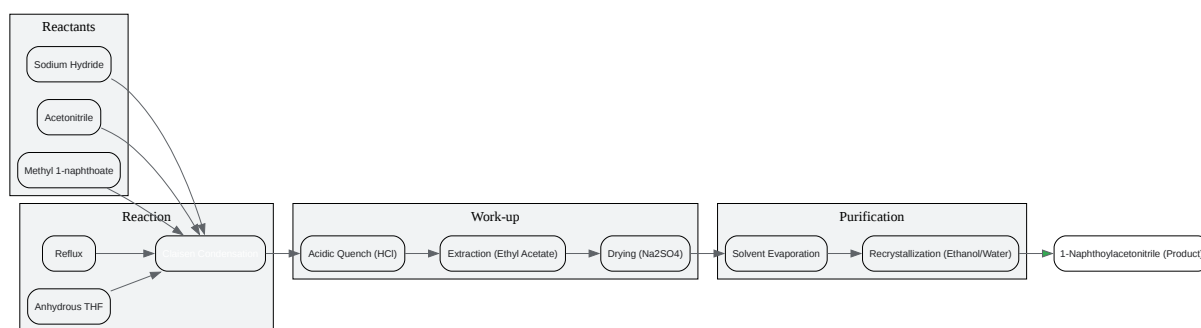 Reactants
Sodium Hydride
Acetonitrile
Methyl 1-naphthoate
Reaction
Reflux
Anhydrous THF
Work-up
Acidic Quench (HCl)
Extraction (Ethyl Acetate)
Drying (Na2SO4)
Purification
Solvent Evaporation
Recrystallization (Ethanol/Water)
1-Naphthoylacetonitrile (Product)